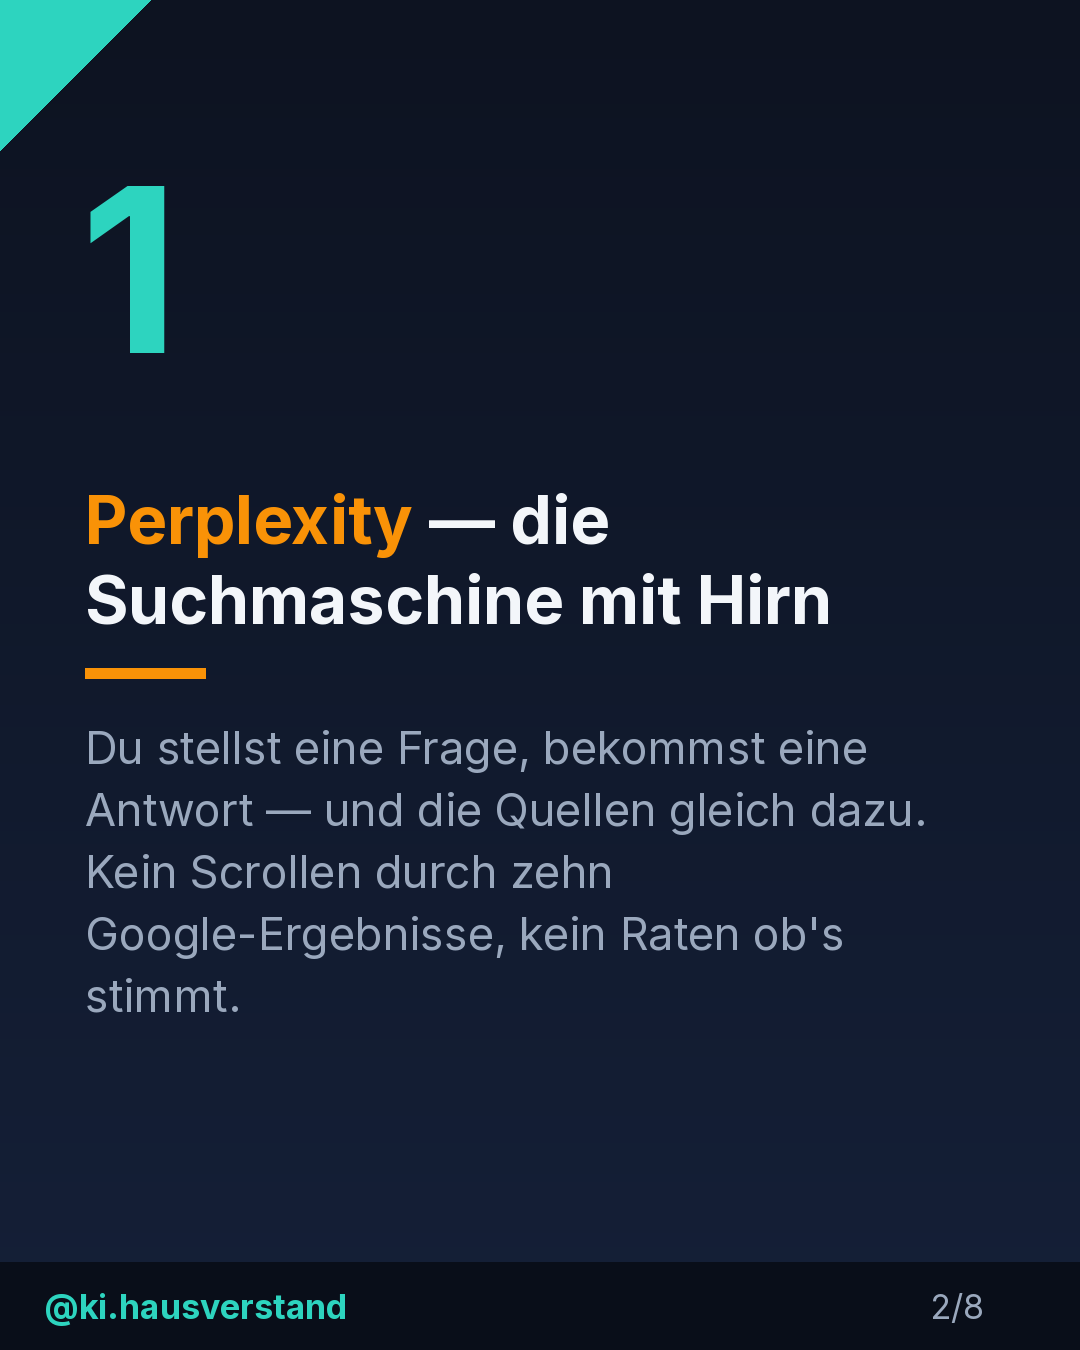 1
Perplexity — die
Suchmaschine mit Hirn
Du stellst eine Frage, bekommst eine
Antwort — und die Quellen gleich dazu.
Kein Scrollen durch zehn
Google-Ergebnisse, kein Raten ob's
stimmt.
@ki.hausverstand
2/8